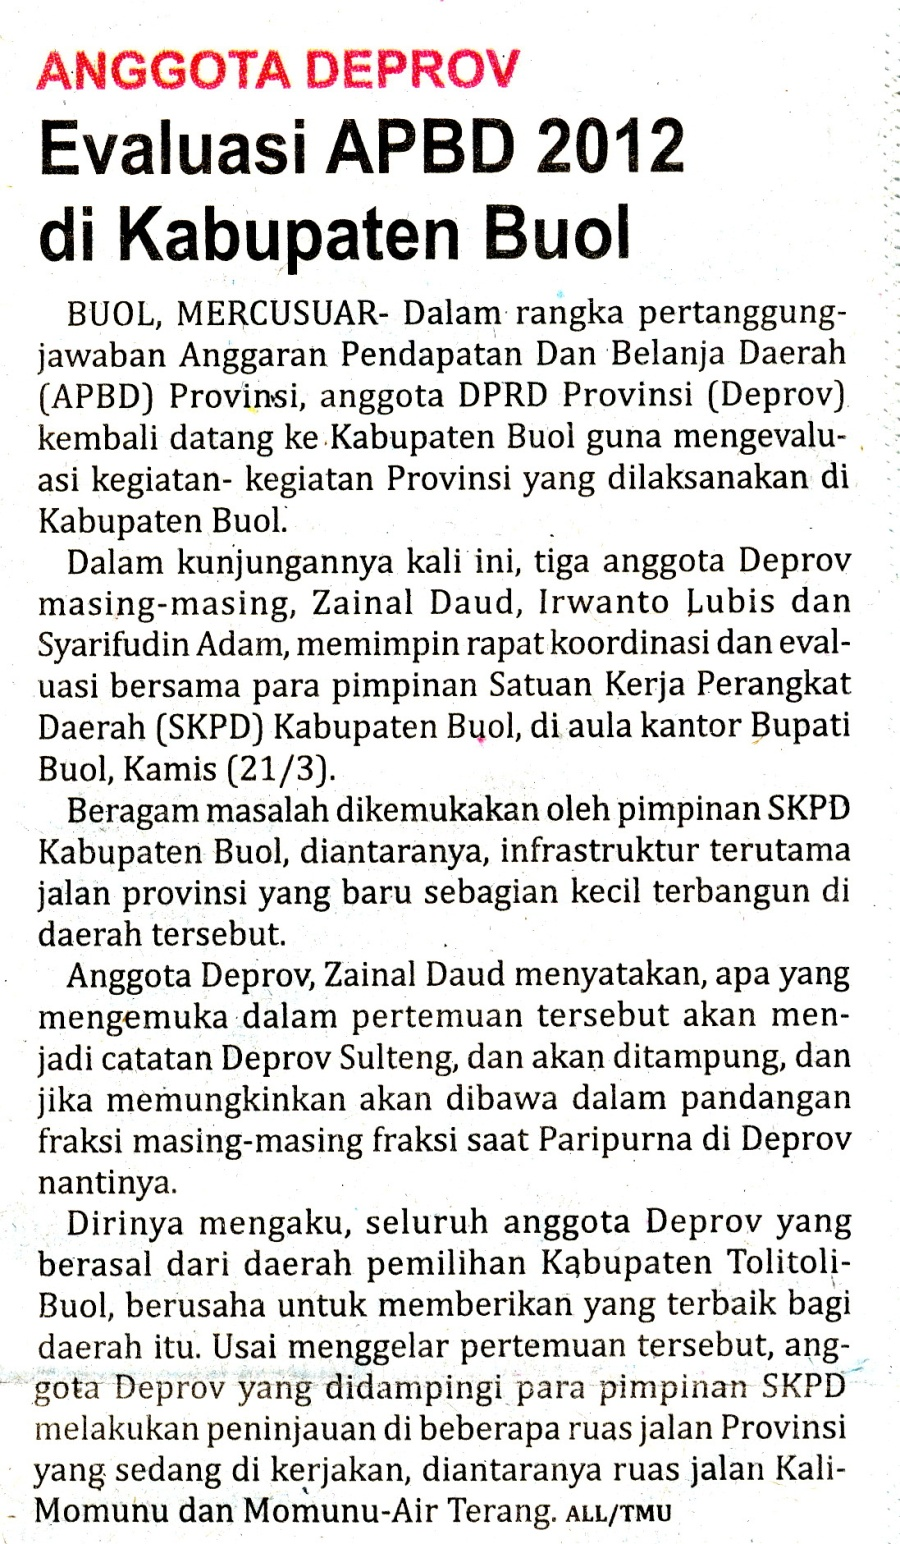 ANGGOTA DEPROV
Evaluasi APBD 2012
di Kabupaten Buol
BUOL, MERCUSUAR- Dalam rangka pertanggung-
jawaban Anggaran Pendapatan Dan Belanja Daerah
(APBD) Provinsi, anggota DPRD Provinsi (Deprov)
kembali datang ke Kabupaten Buol guna mengevalu-
asi kegiatan- kegiatan Provinsi yang dilaksanakan di
Kabupaten Buol.
Dalam kunjungannya kali ini, tiga anggota Deprov
masing-masing, Zainal Daud, Irwanto Lubis dan
Syarifudin Adam, memimpin rapat koordinasi dan eval-
uasi bersama para pimpinan Satuan Kerja Perangkat
Daerah (SKPD) Kabupaten Buol, di aula kantor Bupati
Buol, Kamis (21/3).
Beragam masalah dikemukakan oleh pimpinan SKPD
Kabupaten Buol, diantaranya, infrastruktur terutama
jalan provinsi yang baru sebagian kecil terbangun di
daerah tersebut.
Anggota Deprov, Zainal Daud menyatakan, apa yang
mengemuka dalam pertemuan tersebut akan men-
jadi catatan Deprov Sulteng, dan akan ditampung, dan
jika memungkinkan akan dibawa dalam pandangan
fraksi masing-masing fraksi saat Paripurna di Deprov
nantinya.
Dirinya mengaku, seluruh anggota Deprov yang
berasal dari daerah pemilihan Kabupaten Tolitoli-
Buol, berusaha untuk memberikan yang terbaik bagi
daerah itu. Usai menggelar pertemuan tersebut, ang-
gota Deprov yang didampingi para pimpinan SKPD
melakukan peninjauan di beberapa ruas jalan Provinsi
yang sedang di kerjakan, diantaranya ruas jalan Kali-
Momunu dan Momunu-Air Terang. ALL/TMU